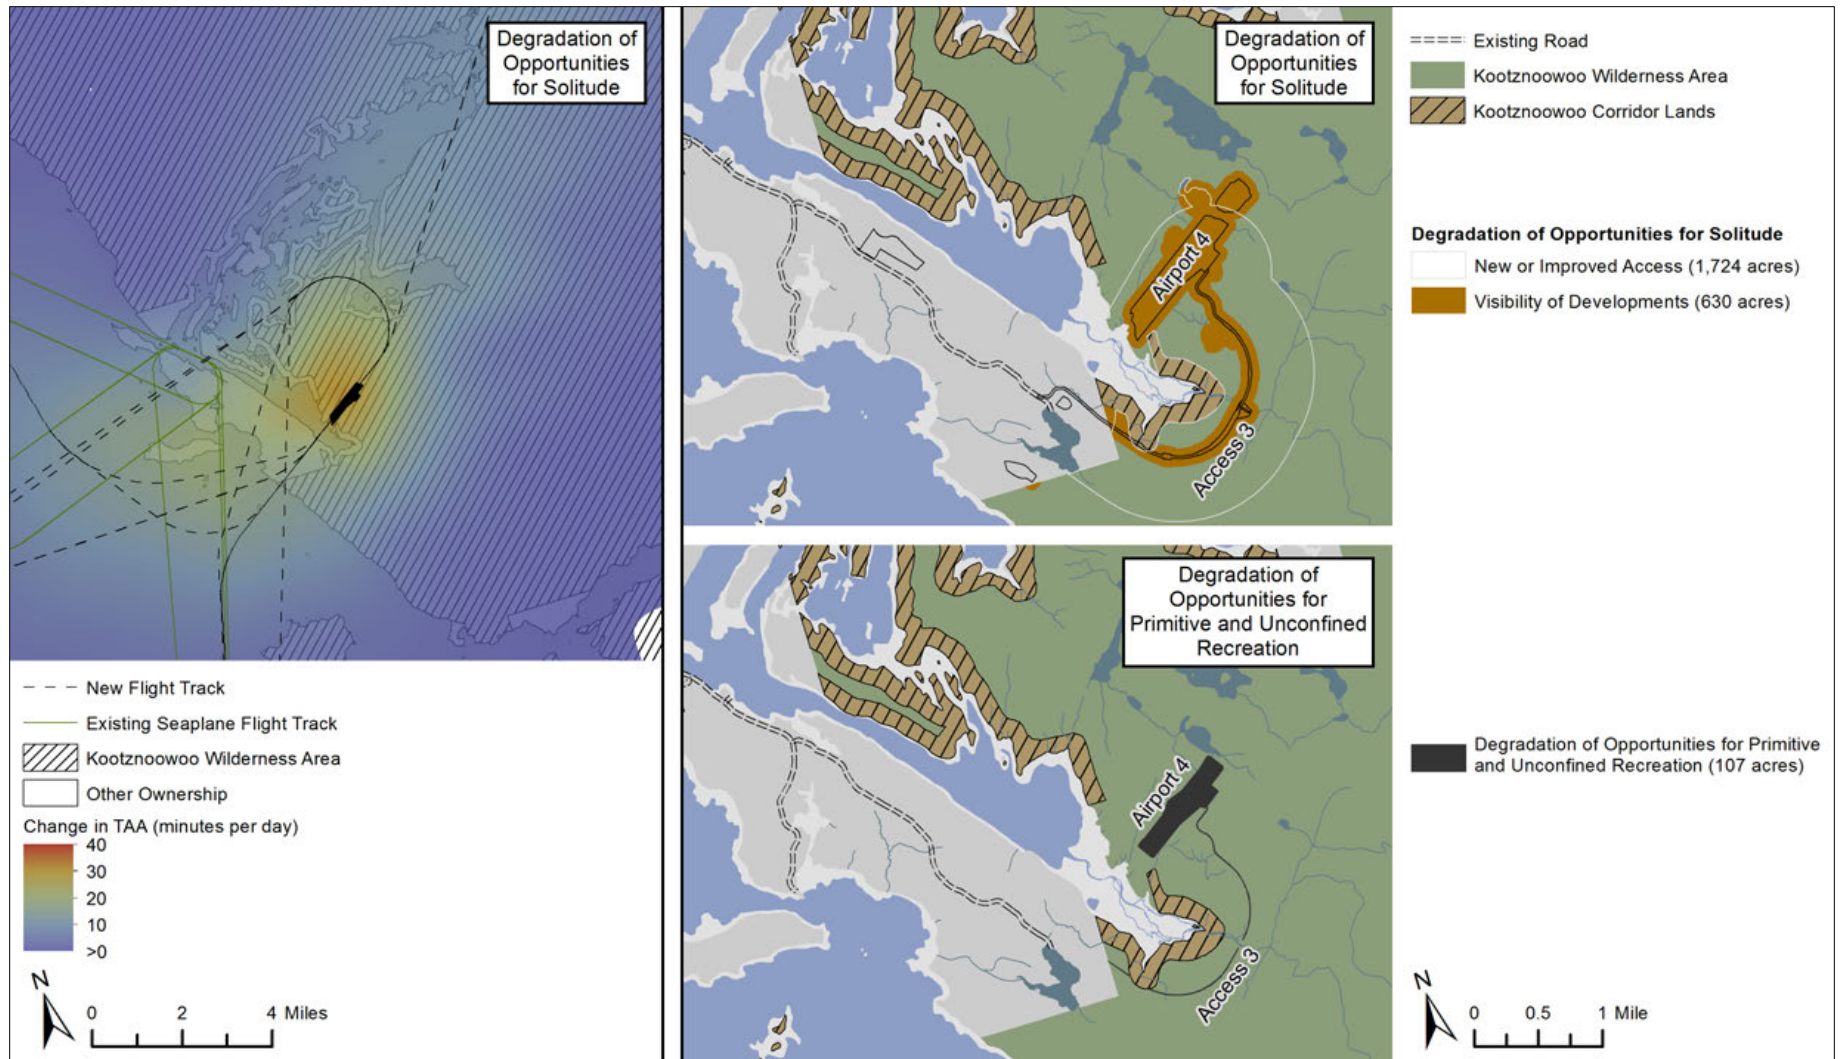 Degradation of
Opportunities
for Solitude
New Flight Track
Existing Seaplane Flight Track
Kootznoowoo Wilderness Area
Other Ownership
Change in TAA (minutes per day)
40
30
20
10
>0
N
0 2 4 Miles
Degradation of
Opportunities
for Solitude
Airport 4
Access 3
Degradation of
Opportunities for
Primitive and Unconfined
Recreation
Airport 4
Access 3
Existing Road
Kootznoowoo Wilderness Area
Kootznoowoo Corridor Lands
Degradation of Opportunities for Solitude
New or Improved Access (1,724 acres)
Visibility of Developments (630 acres)
Degradation of Opportunities for Primitive
and Unconfined Recreation (107 acres)
N
0 0.5 1 Mile